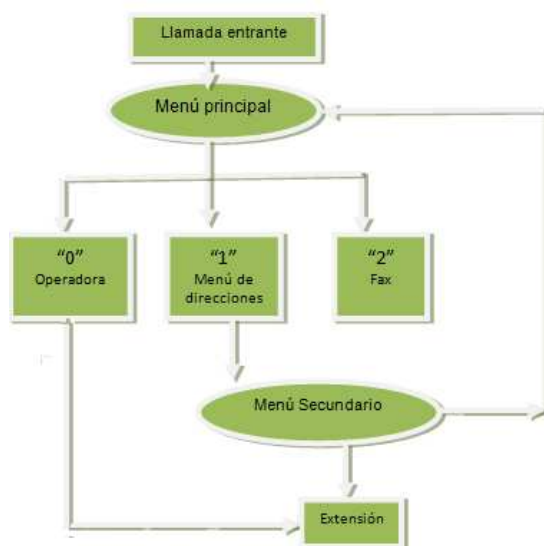 Llamada entrante
Menú principal
“0”
Operadora
“1”
Menú de
direcciones
“2”
Fax
Menú Secundario
Extensión